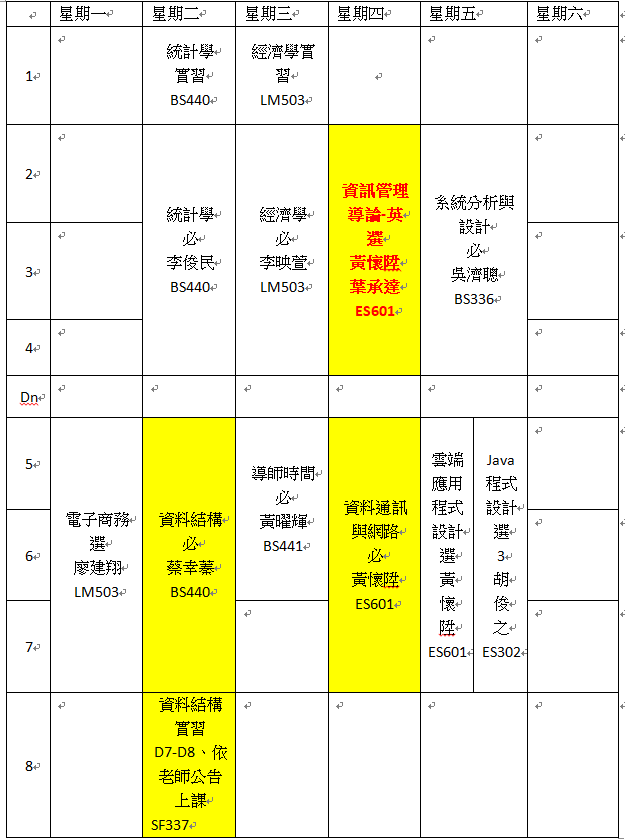 星期一
星期二
星期三
星期四
星期五
星期六
1
統計學
實習
BS440
經濟學實
習
LM503
2
3
4
統計學
必
李俊民
BS440
經濟學
必
李映萱
LM503
資訊管理
導論-英
選
黃懷陞
葉承達
ES601
系統分析與
設計
必
吳濟聰
BS336
Dn
5
6
7
電子商務
選
廖建翔
LM503
資料結構
必
蔡幸蓁
BS440
導師時間
必
黃曜輝
BS441
資料通訊
與網路
必
黃懷陞
ES601
雲端
應用
程式
設計
選
黃
懷
陞
ES601
Java
程式
設計
選
3
胡
俊
之
ES302
8
資料結構
實習
D7-D8、依
老師公告
上課
SF337